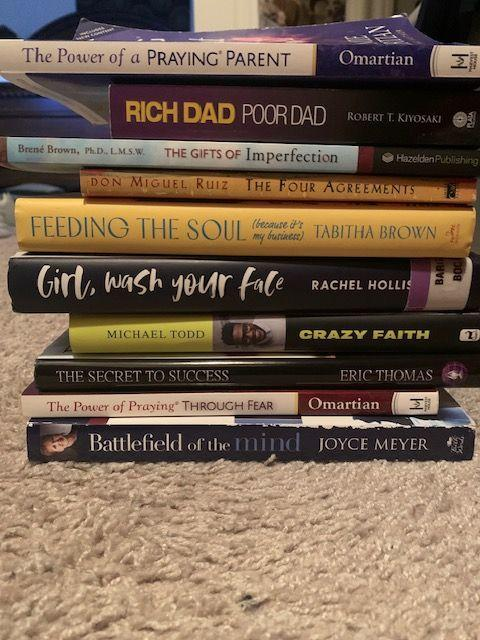 INCLUDES
NEW CONTENT
The Power of a PRAYING® PARENT Omartian
RICH DAD POOR DAD ROBERT T. KIYOSAKI
Brené Brown, Ph.D., L.M.S.W. THE GIFTS OF Imperfection Hazelden Publishing
DON MIGUEL RUIZ THE FOUR AGREEMENTS
FEEDING THE SOUL (because it's my business) TABITHA BROWN
Girl, wash your face RACHEL HOLLIS
MICHAEL TODD CRAZY FAITH
THE SECRET TO SUCCESS ERIC THOMAS
The Power of Praying® THROUGH FEAR Omartian
Battlefield of the mind JOYCE MEYER